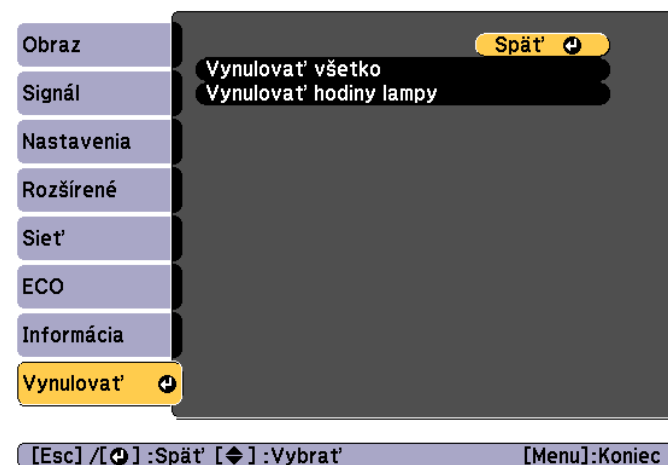 Obraz
Signál
Nastavenia
Rozšírené
Sieť
ECO
Informácia
Vynulovať
Späť
Vynulovať všetko
Vynulovať hodiny lampy
[Esc] /[ ] :Späť [ ] :Vybrať [Menu]:Koniec